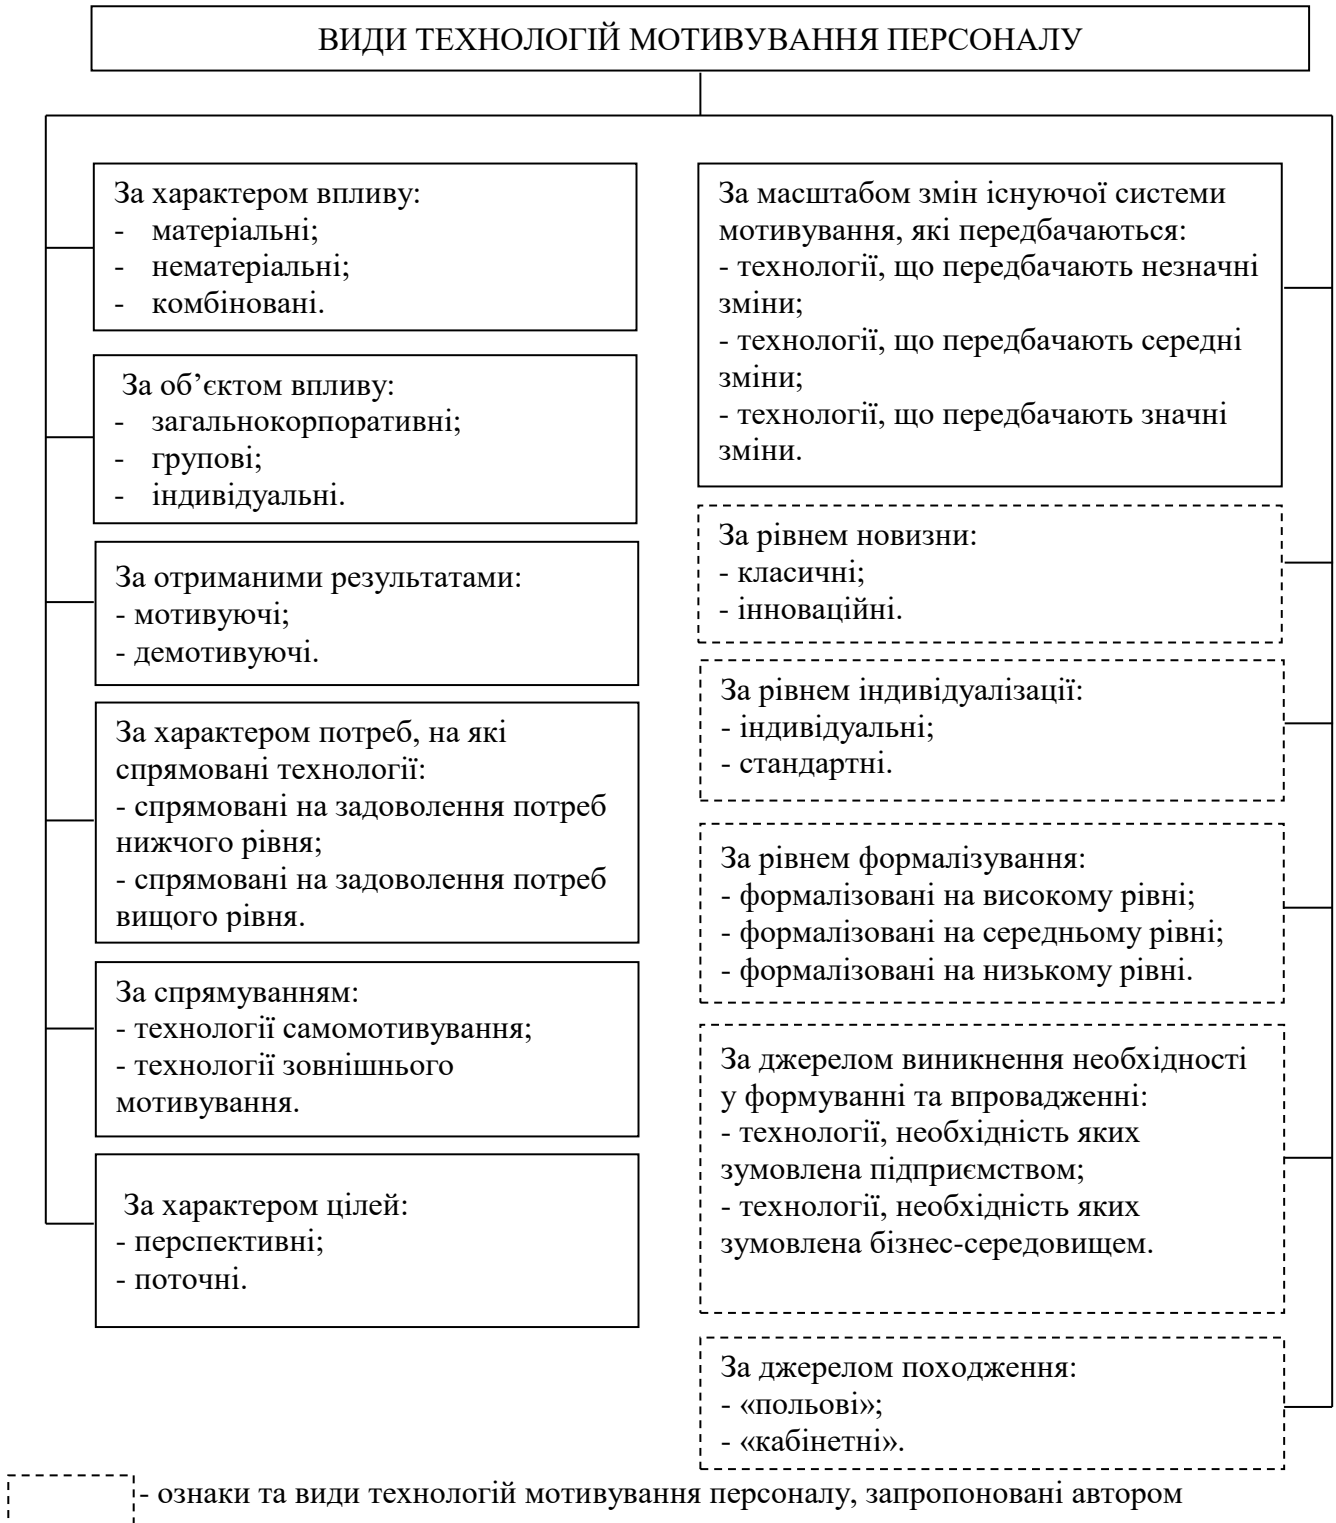 ВИДИ ТЕХНОЛОГІЙ МОТИВУВАННЯ ПЕРСОНАЛУ
За характером впливу:
- матеріальні;
- нематеріальні;
- комбіновані.
За об’єктом впливу:
- загальнокорпоративні;
- групові;
- індивідуальні.
За отриманими результатами:
- мотивуючі;
- демотивуючі.
За характером потреб, на які
спрямовані технології:
- спрямовані на задоволення потреб
нижчого рівня;
- спрямовані на задоволення потреб
вищого рівня.
За спрямуванням:
- технології самомотивування;
- технології зовнішнього
мотивування.
За характером цілей:
- перспективні;
- поточні.
За масштабом змін існуючої системи
мотивування, які передбачаються:
- технології, що передбачають незначні
зміни;
- технології, що передбачають середні
зміни;
- технології, що передбачають значні
зміни.
За рівнем новизни:
- класичні;
- інноваційні.
За рівнем індивідуалізації:
- індивідуальні;
- стандартні.
За рівнем формалізування:
- формалізовані на високому рівні;
- формалізовані на середньому рівні;
- формалізовані на низькому рівні.
За джерелом виникнення необхідності
у формуванні та впровадженні:
- технології, необхідність яких
зумовлена підприємством;
- технології, необхідність яких
зумовлена бізнес-середовищем.
За джерелом походження:
- «польові»;
- «кабінетні».
- ознаки та види технологій мотивування персоналу, запропоновані автором